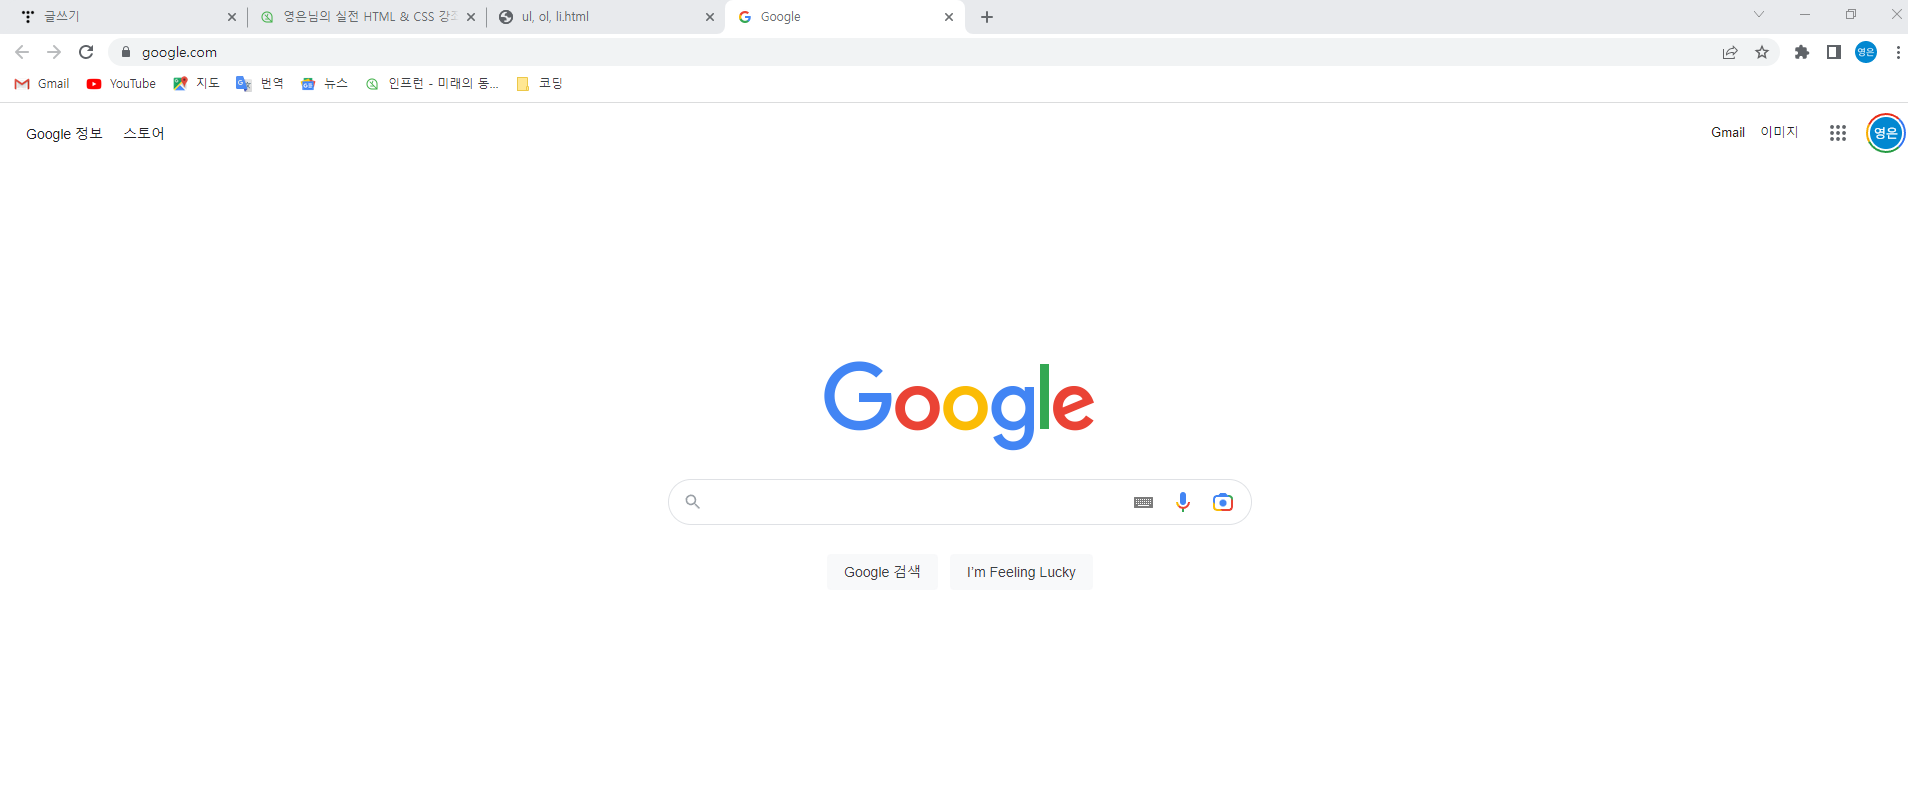 글쓰기
영은님의 실전 HTML & CSS 강좌
ul, ol, li.html
Google
google.com
영은
Gmail
YouTube
지도
번역
뉴스
인프런 - 미래의 동...
코딩
Google 정보
스토어
Gmail
이미지
영은
Google
Google 검색
I'm Feeling Lucky